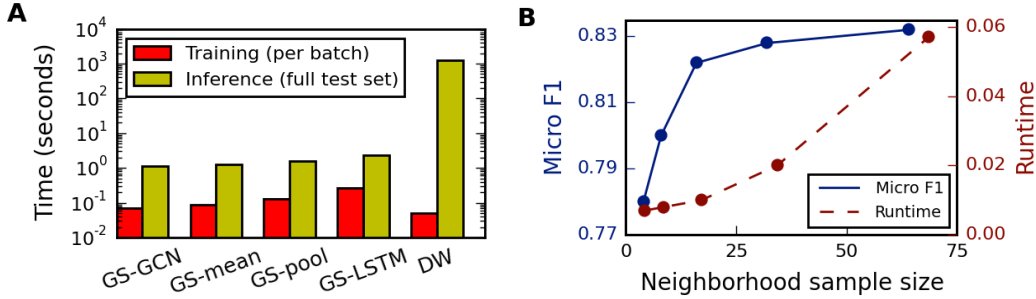 A
Time (seconds)
10^4
10^3
10^2
10^1
10^0
10^-1
10^-2
Training (per batch)
Inference (full test set)
GS-GCN
GS-mean
GS-pool
GS-LSTM
DW
B
Micro F1
0.83
0.81
0.79
0.77
Micro F1
Runtime
0.06
0.04
0.02
0.00
Runtime
0 25 50 75
Neighborhood sample size